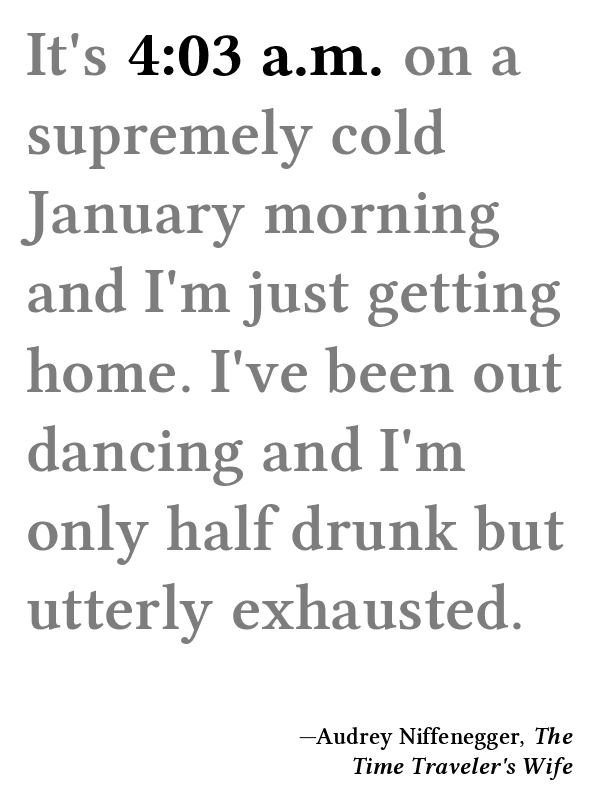 It's 4:03 a.m. on a
supremely cold
January morning
and I'm just getting
home. I've been out
dancing and I'm
only half drunk but
utterly exhausted.
—Audrey Niffenegger, The
Time Traveler's Wife